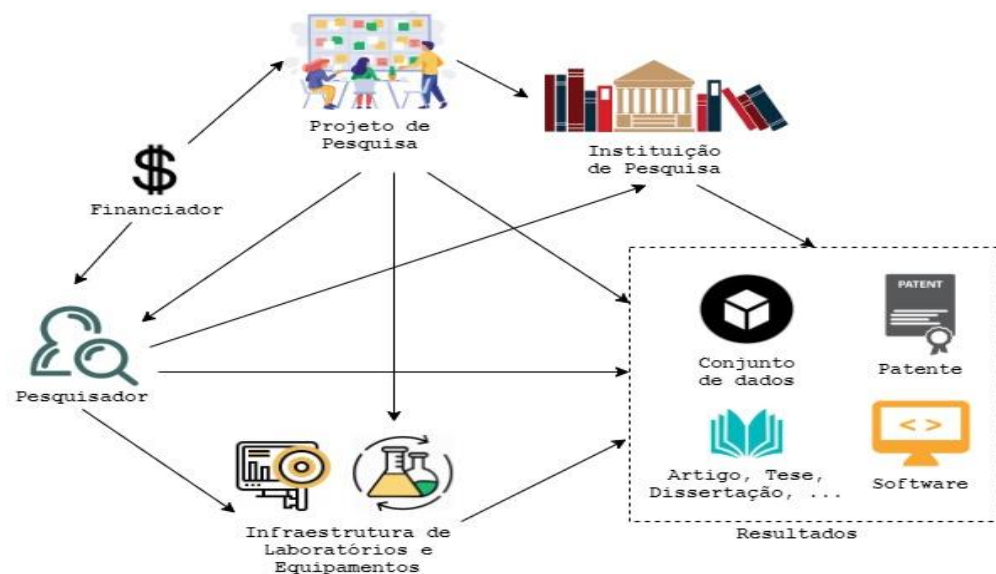 Projeto de
Pesquisa
Instituição
de Pesquisa
$
Financiador
PATENT
Pesquisador
Conjunto
de dados
Patente
< >
Artigo, Tese,
Dissertação, ...
Software
Infraestrutura de
Laboratórios e
Equipamentos
Resultados